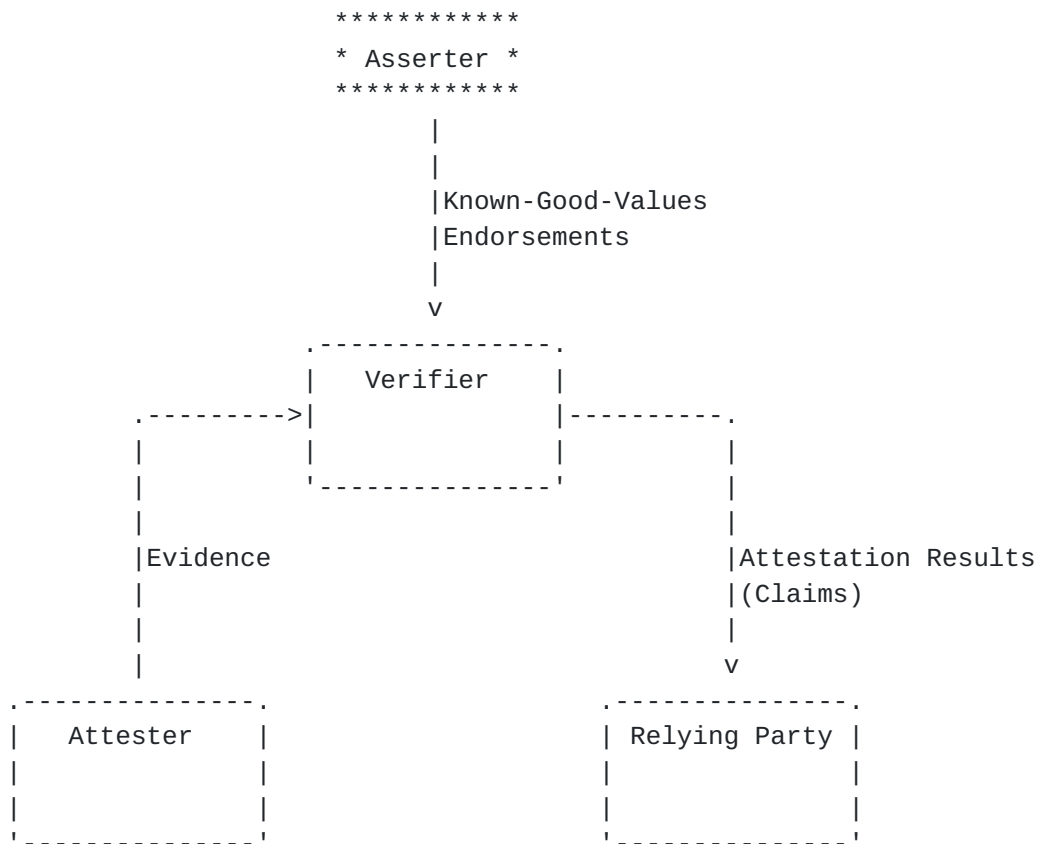 Asserter
Known-Good-Values
Endorsements
Verifier
Evidence
Attestation Results
(Claims)
Attester
Relying Party